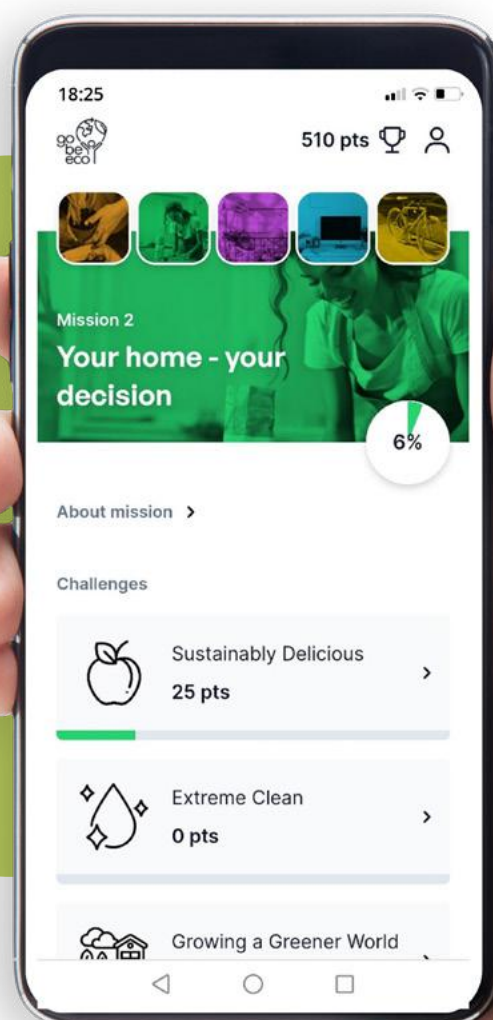 18:25
go
be
eco
510 pts
Mission 2
Your home - your
decision
6%
About mission
Challenges
Sustainably Delicious
25 pts
Extreme Clean
0 pts
Growing a Greener World